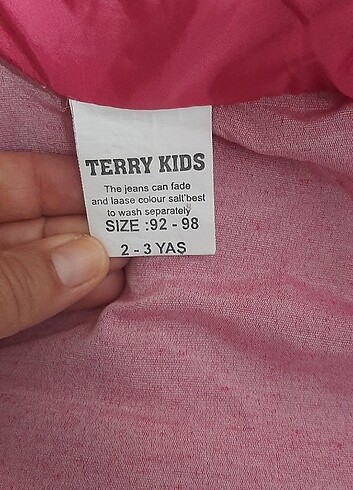 TERRY KIDS
The jeans can fade
and laase colour salt'best
to wash separately
SIZE :92 - 98
2 - 3 YAŞ